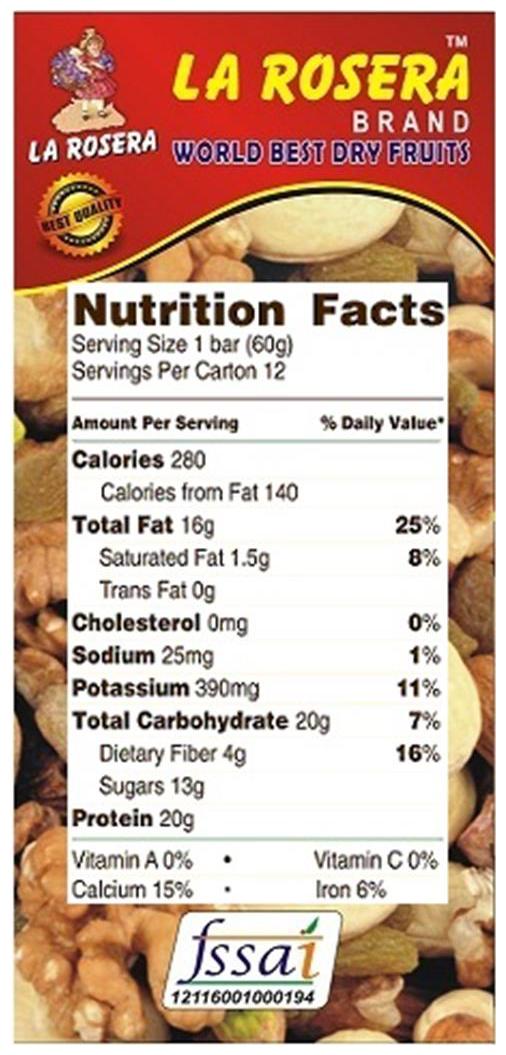 TM
LA ROSERA
BRAND
LA ROSERA
WORLD BEST DRY FRUITS
BEST QUALITY
Nutrition Facts
Serving Size 1 bar (60g)
Servings Per Carton 12
Amount Per Serving % Daily Value*
Calories 280
Calories from Fat 140
Total Fat 16g 25%
Saturated Fat 1.5g 8%
Trans Fat 0g
Cholesterol 0mg 0%
Sodium 25mg 1%
Potassium 390mg 11%
Total Carbohydrate 20g 7%
Dietary Fiber 4g 16%
Sugars 13g
Protein 20g
Vitamin A 0% • Vitamin C 0%
Calcium 15% • Iron 6%
fssai
12116001000194